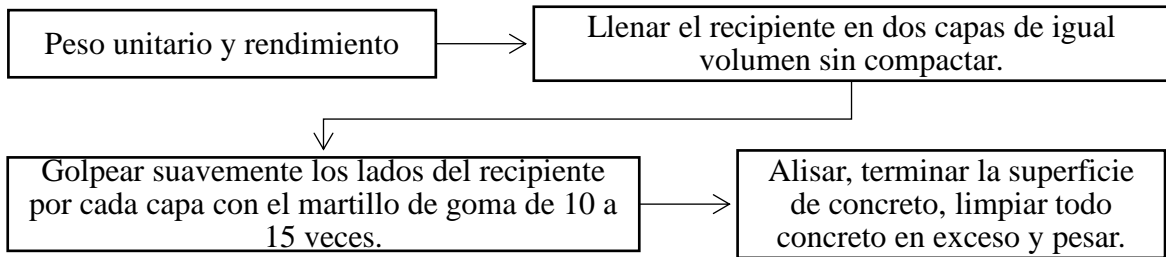 Peso unitario y rendimiento
Llenar el recipiente en dos capas de igual
volumen sin compactar.
Golpear suavemente los lados del recipiente
por cada capa con el martillo de goma de 10 a
15 veces.
Alisar, terminar la superficie
de concreto, limpiar todo
concreto en exceso y pesar.